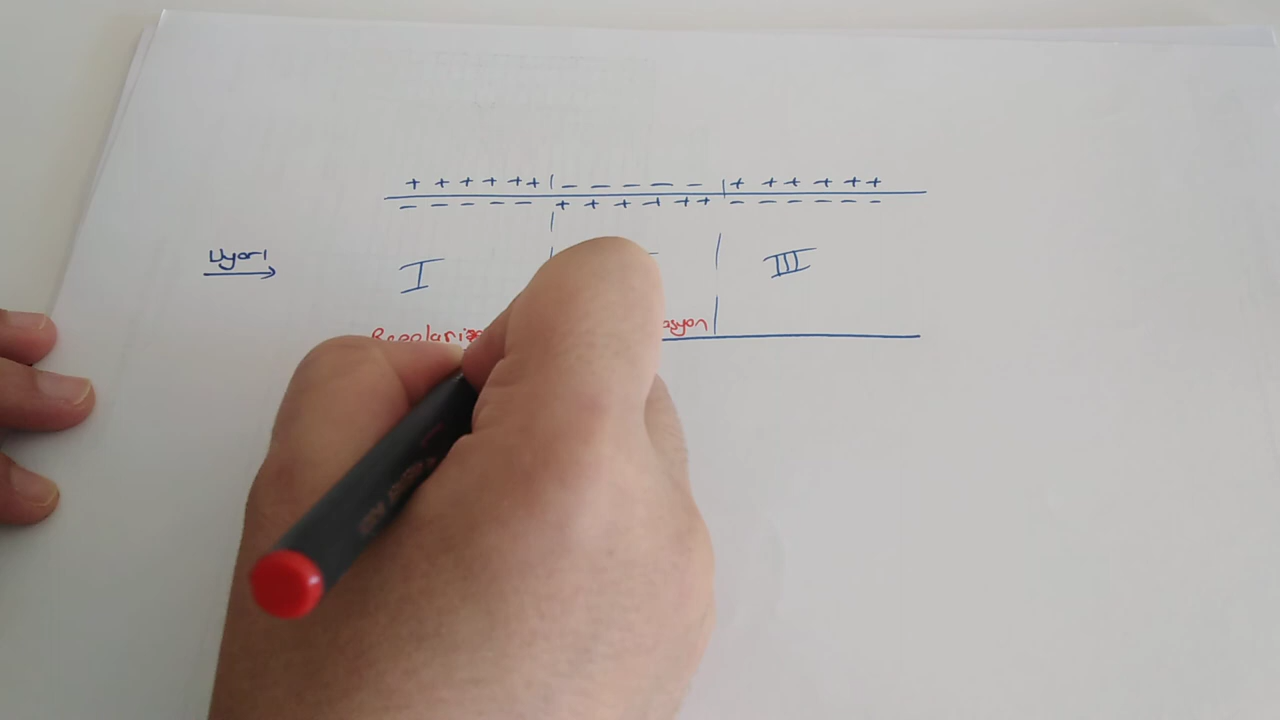 + + + + + + | - - - - - | + + + + + +
- - - - - + + + + + + - - - - - -
Uyarı
I III